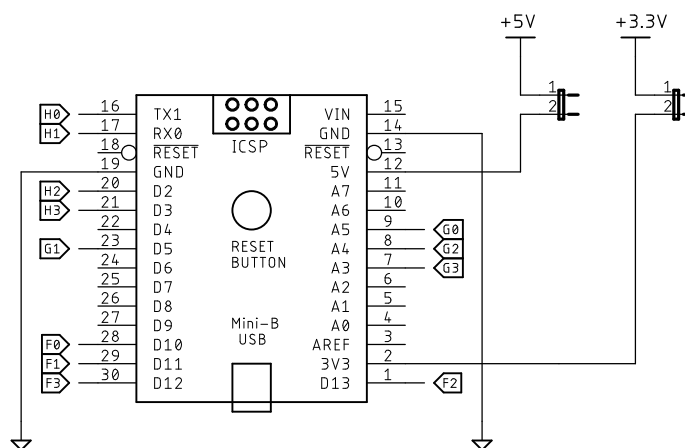 +5V
+3.3V
1
2
1
2
H0 16 TX1 VIN 15
H1 17 RX0 GND 14
18 RESET ICSP RESET 13
19 GND 5V 12
H2 20 D2 A7 11
H3 21 D3 A6 10
22 D4 A5 9 G0
G1 23 D5 RESET A4 8 G2
24 D6 BUTTON A3 7 G3
25 D7 A2 6
26 D8 A1 5
27 D9 Mini-B A0 4
F0 28 D10 USB AREF 3
F1 29 D11 3V3 2
F3 30 D12 D13 1 F2